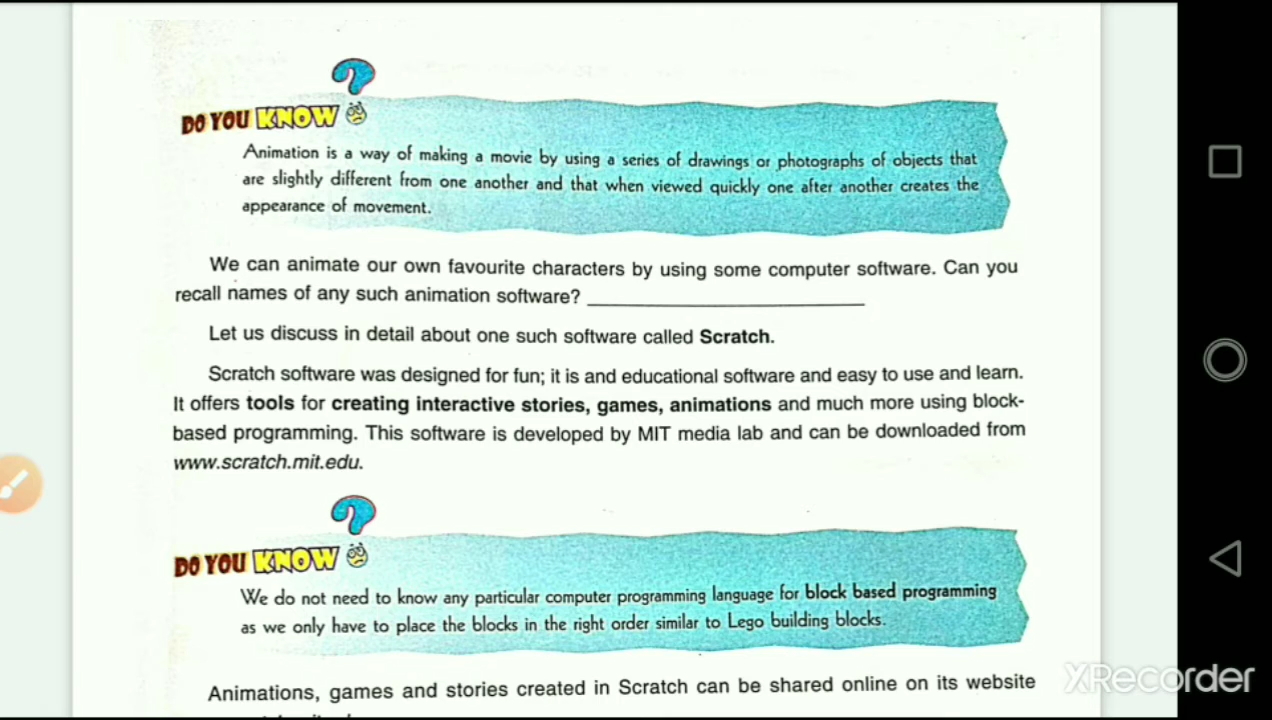 DO YOU KNOW ?
Animation is a way of making a movie by using a series of drawings or photographs of objects that
are slightly different from one another and that when viewed quickly one after another creates the
appearance of movement.
We can animate our own favourite characters by using some computer software. Can you
recall names of any such animation software? ____________________
Let us discuss in detail about one such software called Scratch.
Scratch software was designed for fun; it is and educational software and easy to use and learn.
It offers tools for creating interactive stories, games, animations and much more using block-
based programming. This software is developed by MIT media lab and can be downloaded from
www.scratch.mit.edu.
DO YOU KNOW ?
We do not need to know any particular computer programming language for block based programming
as we only have to place the blocks in the right order similar to Lego building blocks.
Animations, games and stories created in Scratch can be shared online on its website
XRecorder